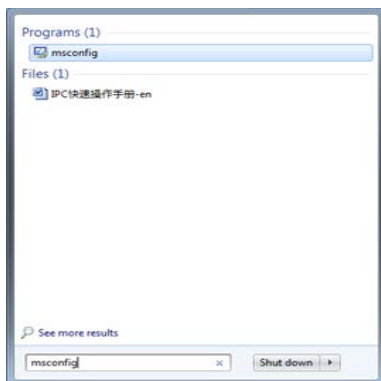 Programs (1)
msconfig
Files (1)
IPC快速操作手册-en
See more results
msconfig
Shut down